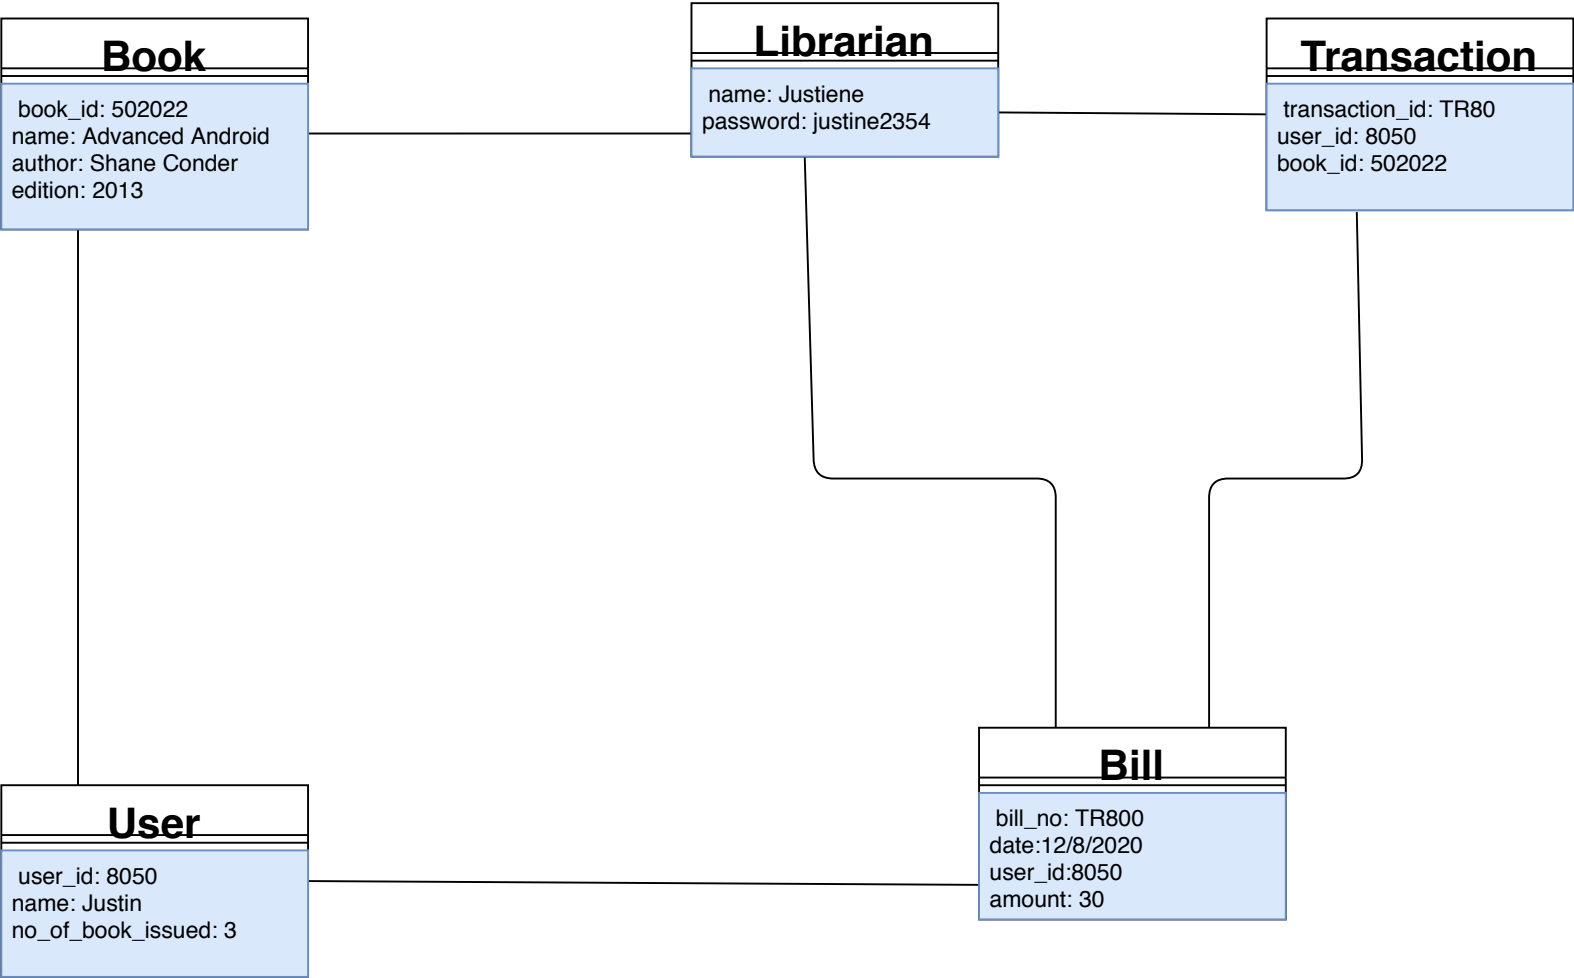 Book
book_id: 502022
name: Advanced Android
author: Shane Conder
edition: 2013
Librarian
name: Justiene
password: justine2354
Transaction
transaction_id: TR80
user_id: 8050
book_id: 502022
User
user_id: 8050
name: Justin
no_of_book_issued: 3
Bill
bill_no: TR800
date:12/8/2020
user_id:8050
amount: 30